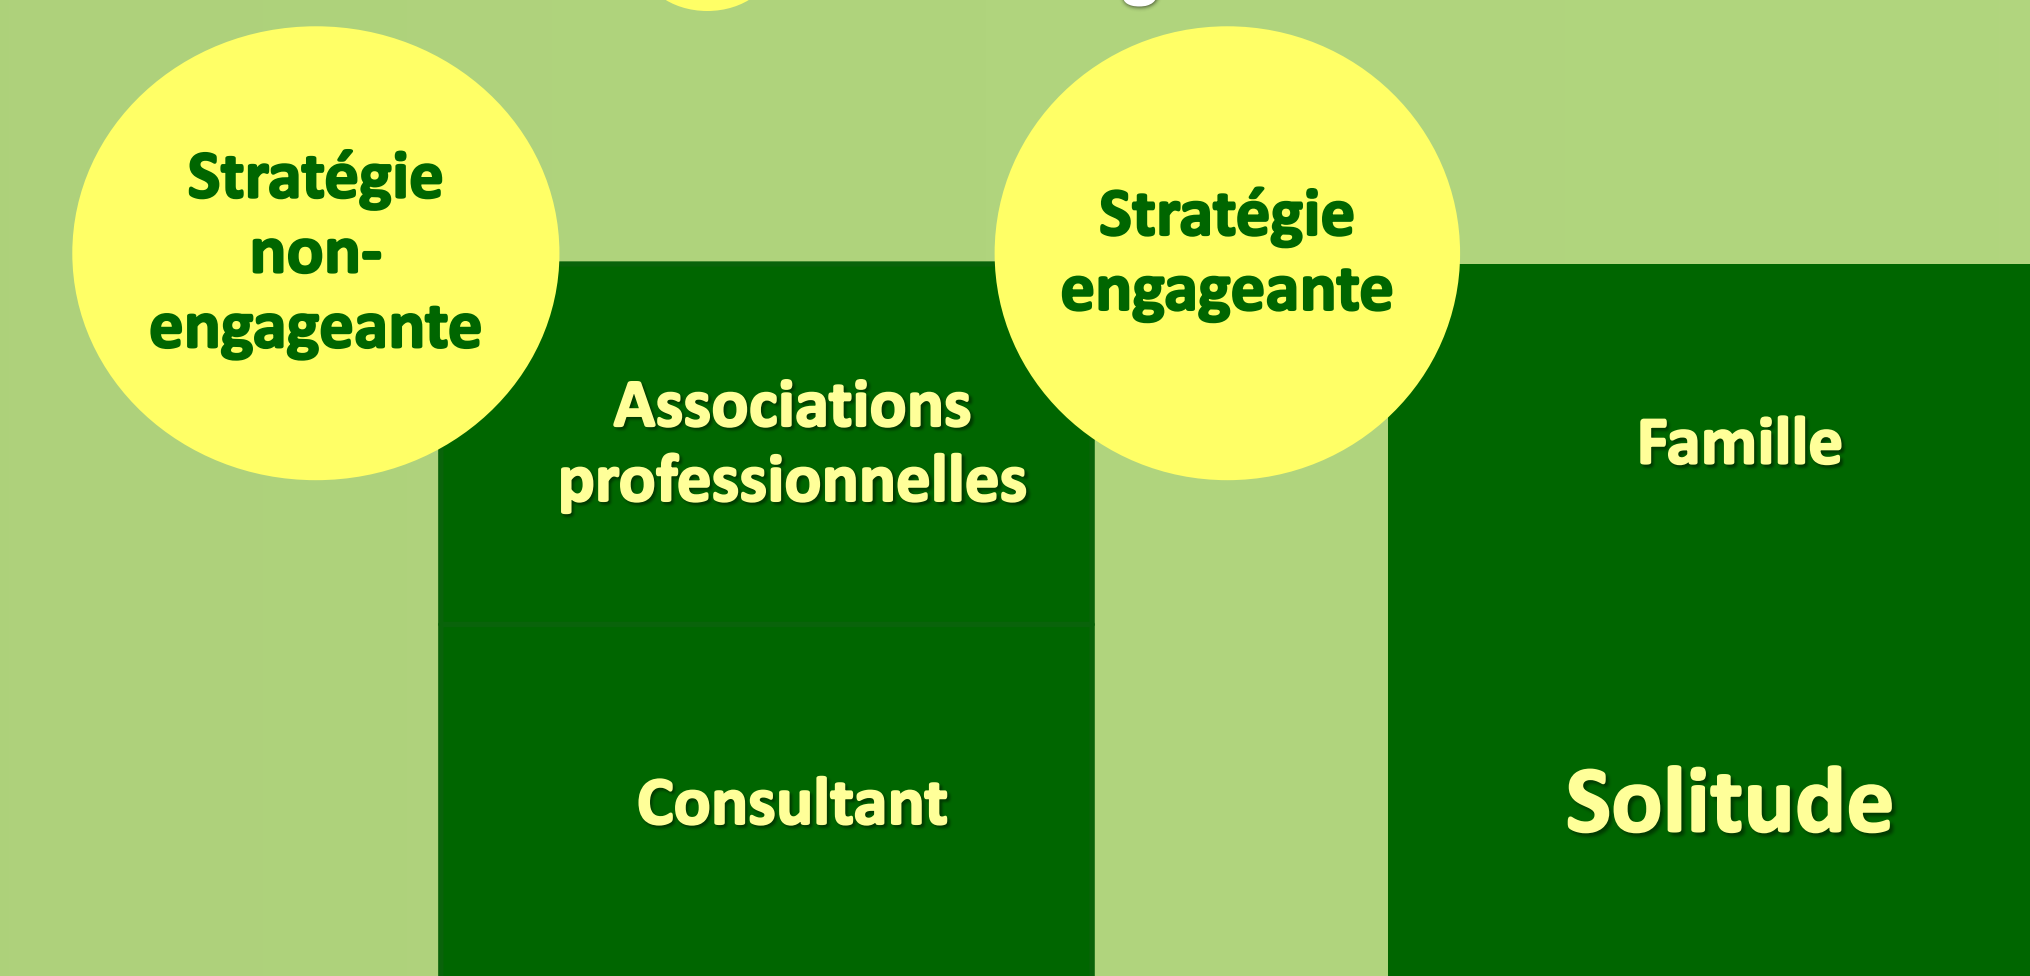 Stratégie
non-
engageante
Associations
professionnelles
Consultant
Stratégie
engageante
Famille
Solitude